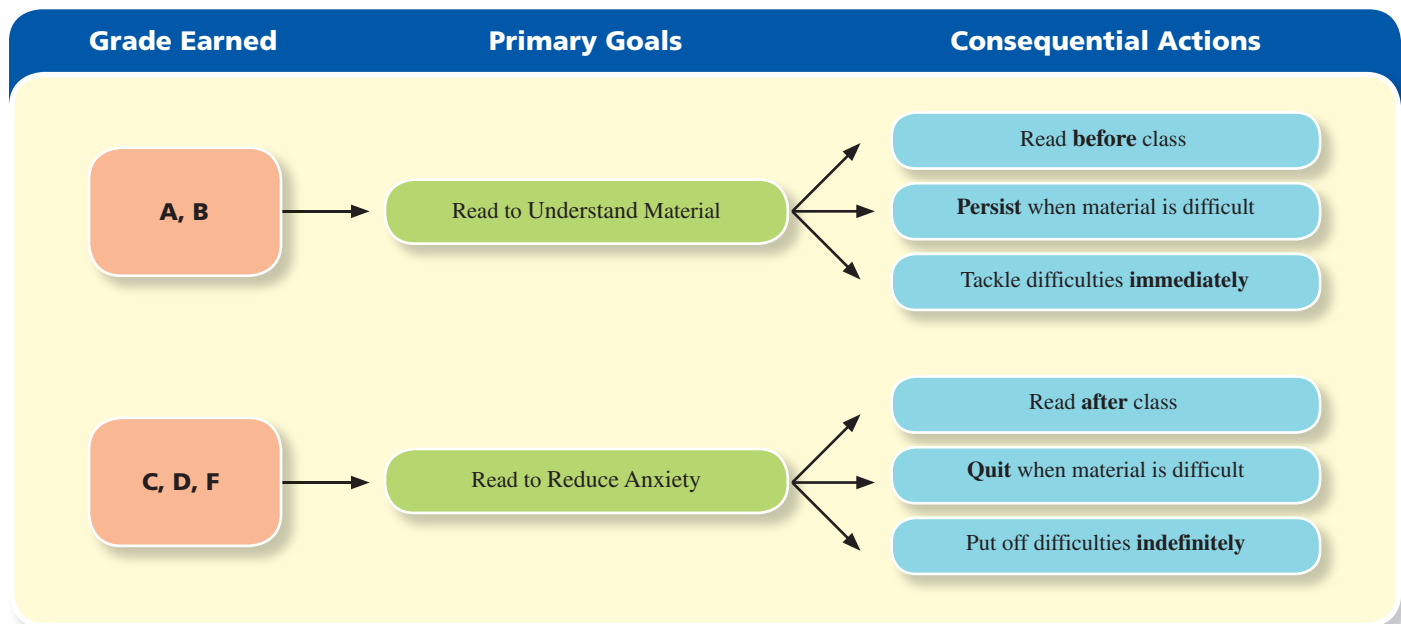 Grade Earned
Primary Goals
Consequential Actions
A, B
Read to Understand Material
Read before class
Persist when material is difficult
Tackle difficulties immediately
C, D, F
Read to Reduce Anxiety
Read after class
Quit when material is difficult
Put off difficulties indefinitely